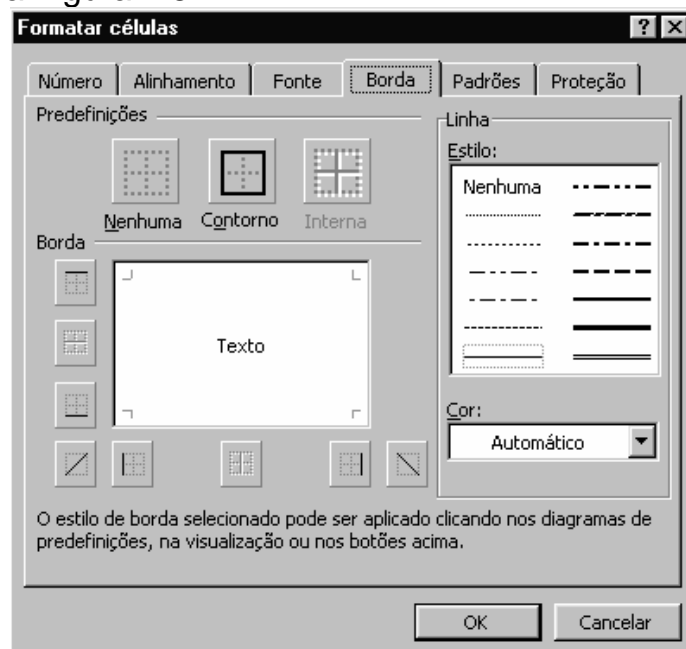 Formatar células
Número Alinhamento Fonte Borda Padrões Proteção
Predefinições
Nenhuma Contorno Interna
Borda
Texto
Linha
Estilo:
Nenhuma
Cor:
Automático
O estilo de borda selecionado pode ser aplicado clicando nos diagramas de
predefinições, na visualização ou nos botões acima.
OK Cancelar